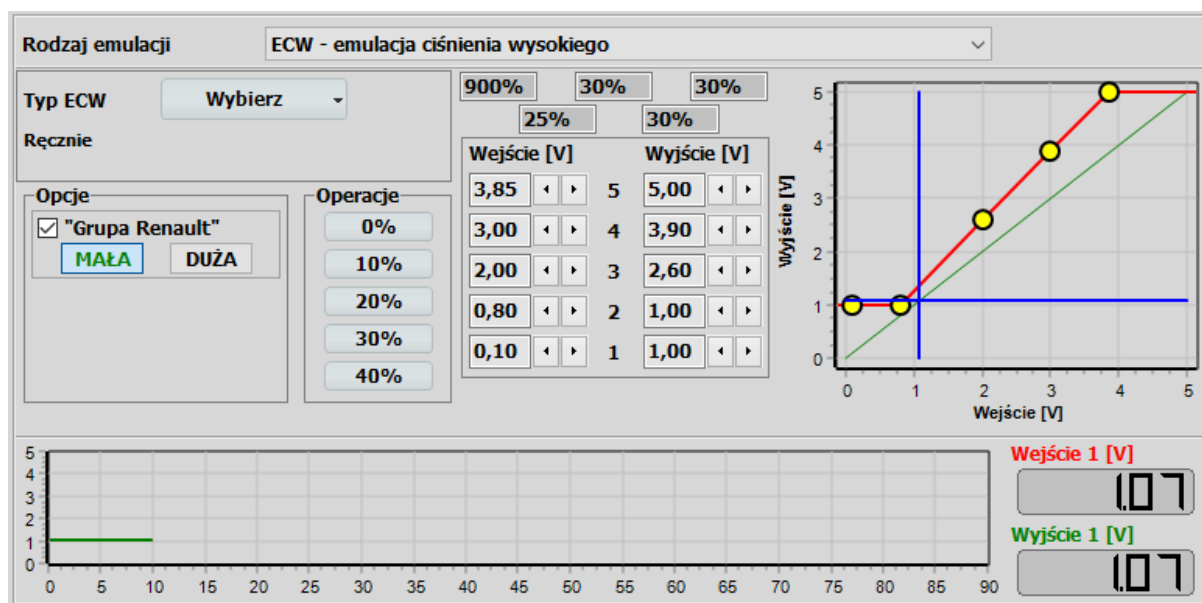 Rodzaj emulacji ECW - emulacja ciśnienia wysokiego
Typ ECW Wybierz
Ręcznie
900% 30% 30%
25% 30%
Opcje
"Grupa Renault"
MAŁA DUŻA
Operacje
0%
10%
20%
30%
40%
Wejście [V] Wyjście [V]
3,85 5 5,00
3,00 4 3,90
2,00 3 2,60
0,80 2 1,00
0,10 1 1,00
Wyjście [V]
5
4
3
2
1
0
0 1 2 3 4 5
Wejście [V]
5
4
3
2
1
0
0 5 10 15 20 25 30 35 40 45 50 55 60 65 70 75 80 85 90
Wejście 1 [V]
1.07
Wyjście 1 [V]
1.07